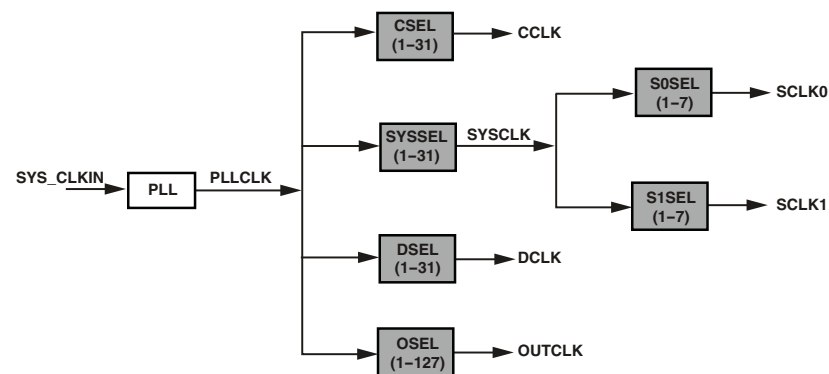 CSEL
(1–31)
CCLK
S0SEL
(1–7)
SCLK0
SYSSEL
(1–31)
SYSCLK
SYS_CLKIN
PLL
PLLCLK
S1SEL
(1–7)
SCLK1
DSEL
(1–31)
DCLK
OSEL
(1–127)
OUTCLK